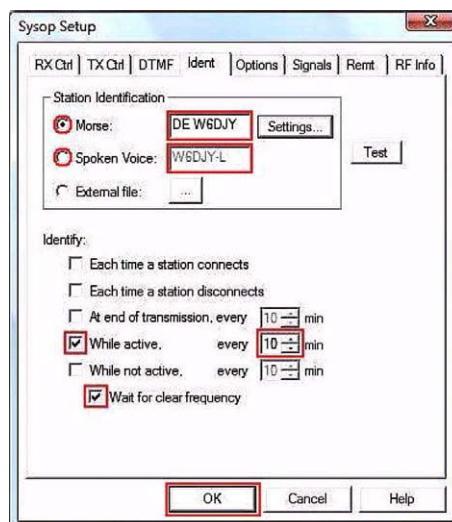 Sysop Setup
RX Ctrl TX Ctrl DTMF Ident Options Signals Remt RF Info
Station Identification
Morse: DE W6DJY Settings...
Spoken Voice: W6DJY-L Test
External file: ...
Identify:
Each time a station connects
Each time a station disconnects
At end of transmission, every 10 min
While active, every 10 min
While not active, every 10 min
Wait for clear frequency
OK Cancel Help